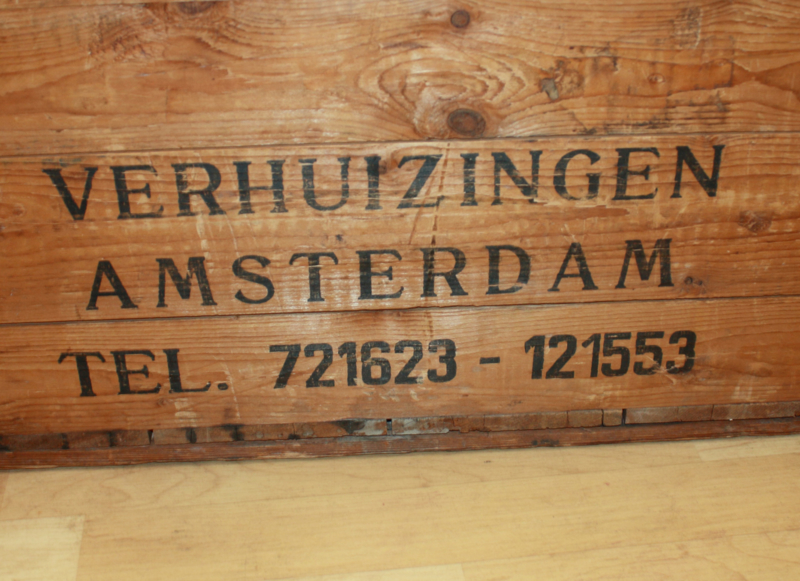 VERHUIZINGEN
AMSTERDAM
TEL. 721623 - 121553